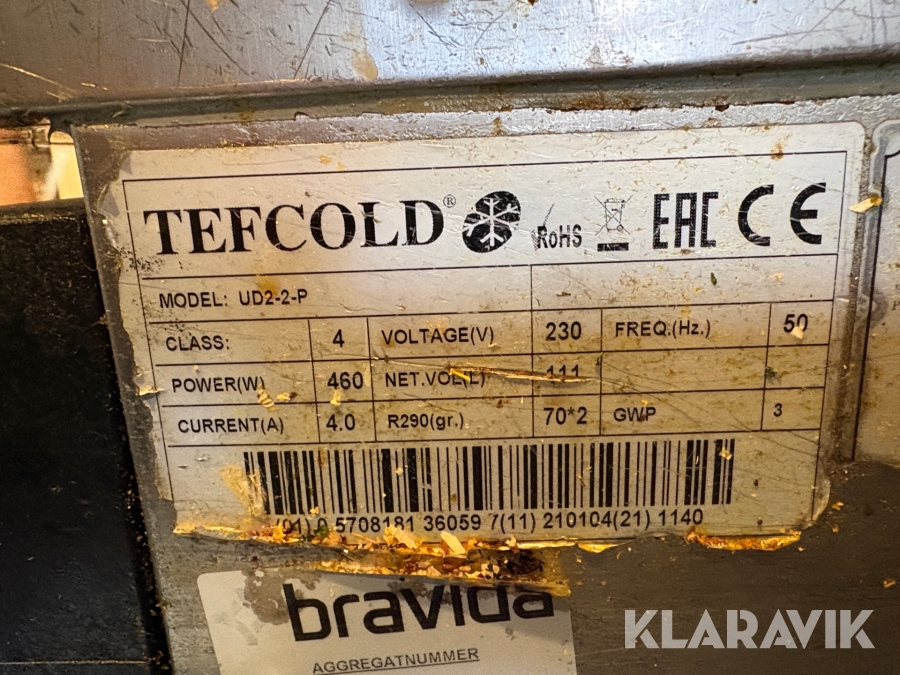 TEFCOLD® RoHS EAC CE
MODEL: UD2-2-P
CLASS: 4 VOLTAGE(V) 230 FREQ.(Hz.) 50
POWER(W) 460 NET.VOL(L) 111
CURRENT(A) 4.0 R290(gr.) 70*2 GWP 3
(01) 0 5708181 36059 7(11) 210104(21) 1140
bravida
AGGREGATNUMMER
KLARAVIK